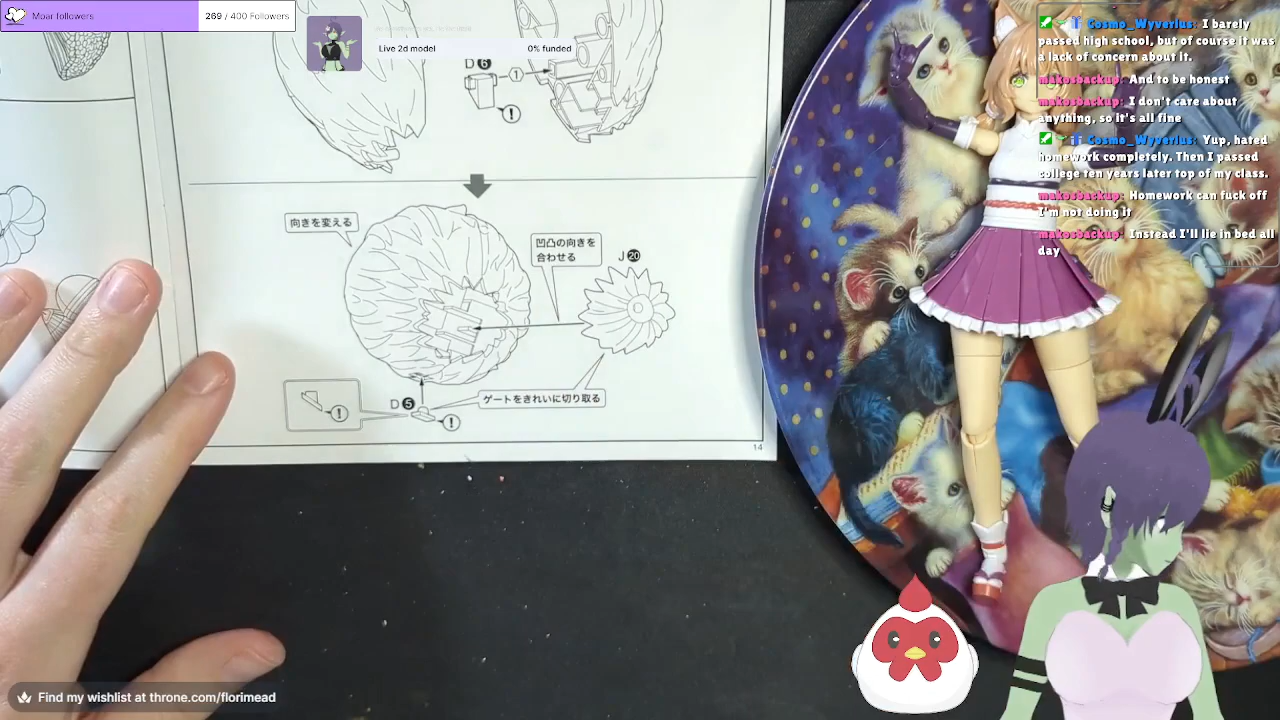 Moar followers
269 / 400 Followers
Live 2d model
0% funded
D 6
1
!
向きを変える
凹凸の向きを
合わせる
J 20
D 5
!
!
ゲートをきれいに切り取る
14
Cosmo_Wyverius: I barely
passed high school, but of course it was
a lack of concern about it.
makosbackup: And to be honest
makosbackup: I don't care about
anything, so it's all fine
Cosmo_Wyverius: Yup, hated
homework completely. Then I passed
college ten years later top of my class.
makosbackup: Homework can fuck off
I'm not doing it
makosbackup: Instead I'll lie in bed all
day
Find my wishlist at throne.com/florimead